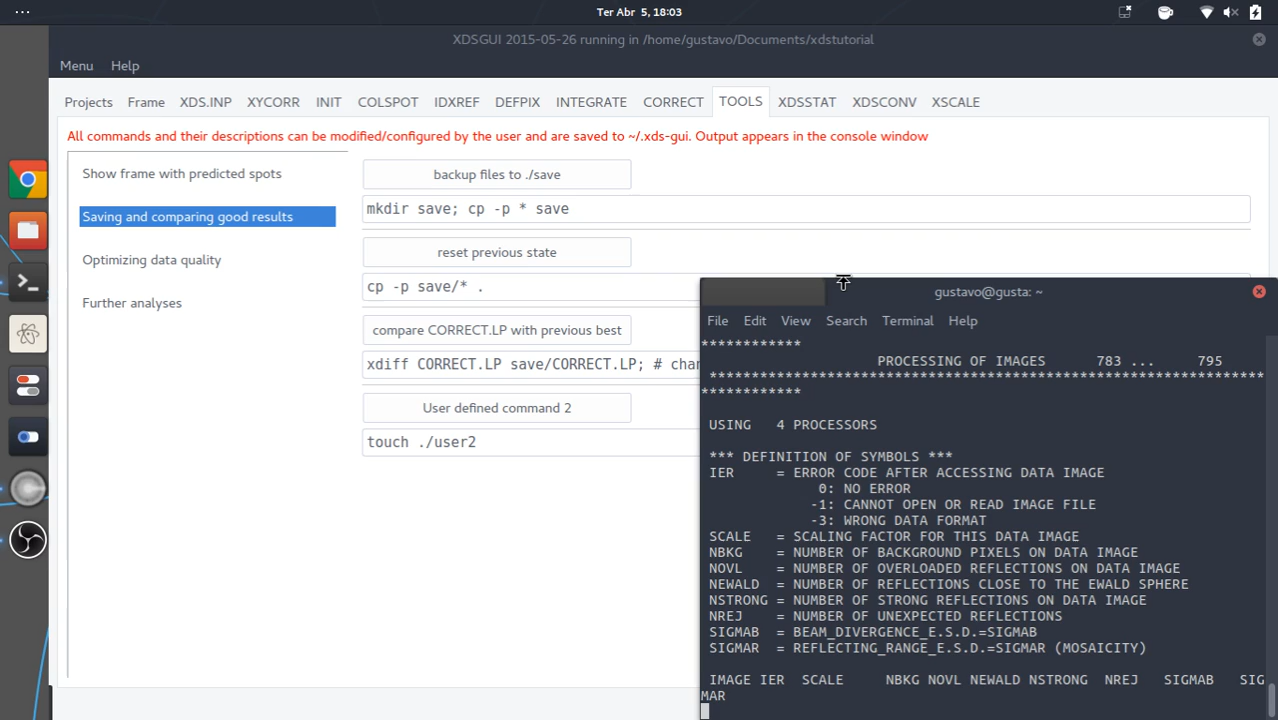 Ter Abr 5, 18:03
XDSGUI 2015-05-26 running in /home/gustavo/Documents/xdstutorial
Menu Help
Projects Frame XDS.INP XYCORR INIT COLSPOT IDXREF DEFPIX INTEGRATE CORRECT TOOLS XDSSTAT XDSCONV XSCALE
All commands and their descriptions can be modified/configured by the user and are saved to ~/.xds-gui. Output appears in the console window
Show frame with predicted spots
Saving and comparing good results
Optimizing data quality
Further analyses
backup files to ./save
mkdir save; cp -p * save
reset previous state
cp -p save/* .
compare CORRECT.LP with previous best
xdiff CORRECT.LP save/CORRECT.LP; # chan
User defined command 2
touch ./user2
gustavo@gusta: ~
File Edit View Search Terminal Help
************
PROCESSING OF IMAGES 783 ... 795
******************************************************************
************
USING 4 PROCESSORS
*** DEFINITION OF SYMBOLS ***
IER = ERROR CODE AFTER ACCESSING DATA IMAGE
0: NO ERROR
-1: CANNOT OPEN OR READ IMAGE FILE
-3: WRONG DATA FORMAT
SCALE = SCALING FACTOR FOR THIS DATA IMAGE
NBKG = NUMBER OF BACKGROUND PIXELS ON DATA IMAGE
NOVL = NUMBER OF OVERLOADED REFLECTIONS ON DATA IMAGE
NEWALD = NUMBER OF REFLECTIONS CLOSE TO THE EWALD SPHERE
NSTRONG = NUMBER OF STRONG REFLECTIONS ON DATA IMAGE
NREJ = NUMBER OF UNEXPECTED REFLECTIONS
SIGMAB = BEAM_DIVERGENCE_E.S.D.=SIGMAB
SIGMAR = REFLECTING_RANGE_E.S.D.=SIGMAR (MOSAICITY)
IMAGE IER SCALE NBKG NOVL NEWALD NSTRONG NREJ SIGMAB SIG
MAR